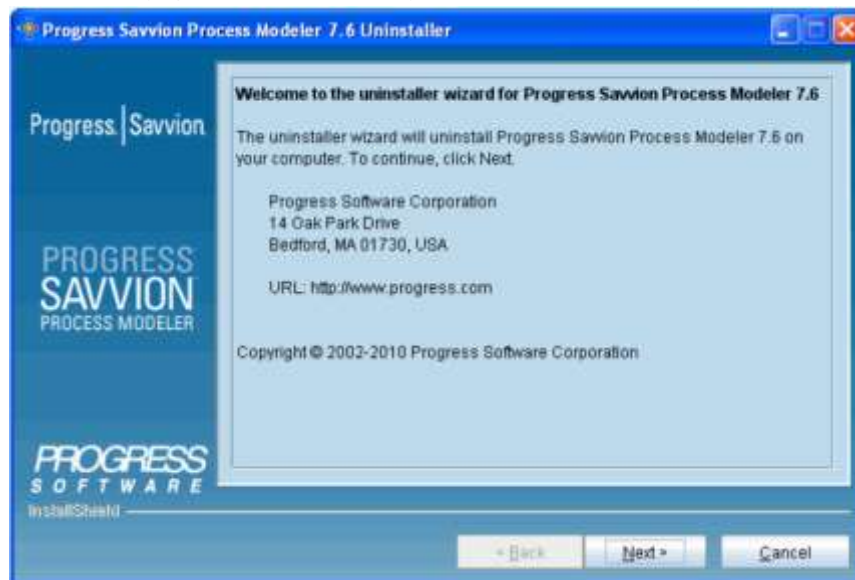 Progress Savvion Process Modeler 7.6 Uninstaller
Progress | Savvion
PROGRESS
SAVVION
PROCESS MODELER
PROGRESS
SOFTWARE
Welcome to the uninstaller wizard for Progress Savvion Process Modeler 7.6
The uninstaller wizard will uninstall Progress Savvion Process Modeler 7.6 on
your computer. To continue, click Next.
Progress Software Corporation
14 Oak Park Drive
Bedford, MA 01730, USA
URL: http://www.progress.com
Copyright © 2002-2010 Progress Software Corporation
InstallShield
< Back
Next >
Cancel